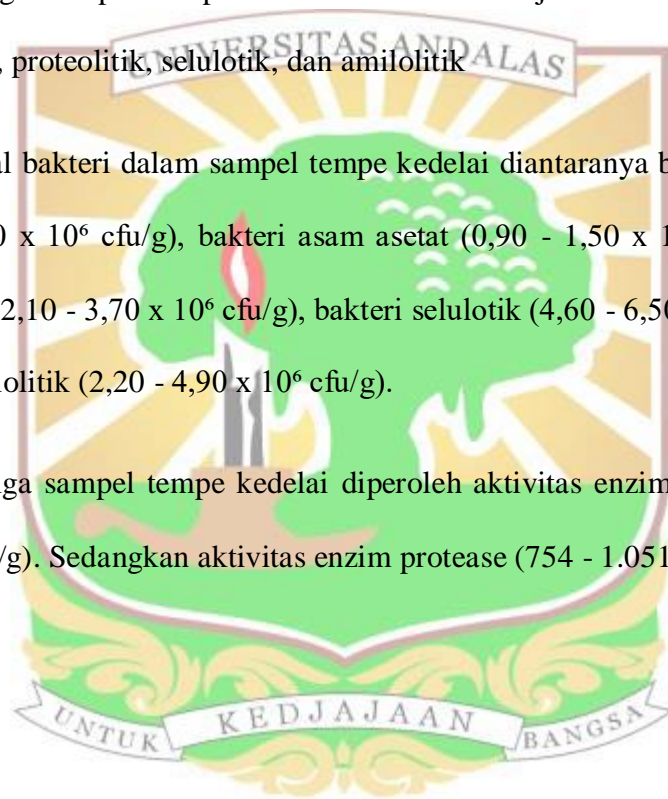 UNIVERSITAS ANDALAS
, proteolitik, selulotik, dan amilolitik
al bakteri dalam sampel tempe kedelai diantaranya b
0 x 10⁶ cfu/g), bakteri asam asetat (0,90 - 1,50 x 1
2,10 - 3,70 x 10⁶ cfu/g), bakteri selulotik (4,60 - 6,50
olitik (2,20 - 4,90 x 10⁶ cfu/g).
ga sampel tempe kedelai diperoleh aktivitas enzim
/g). Sedangkan aktivitas enzim protease (754 - 1.051
UNTUK KEDJAJAAN BANGSA